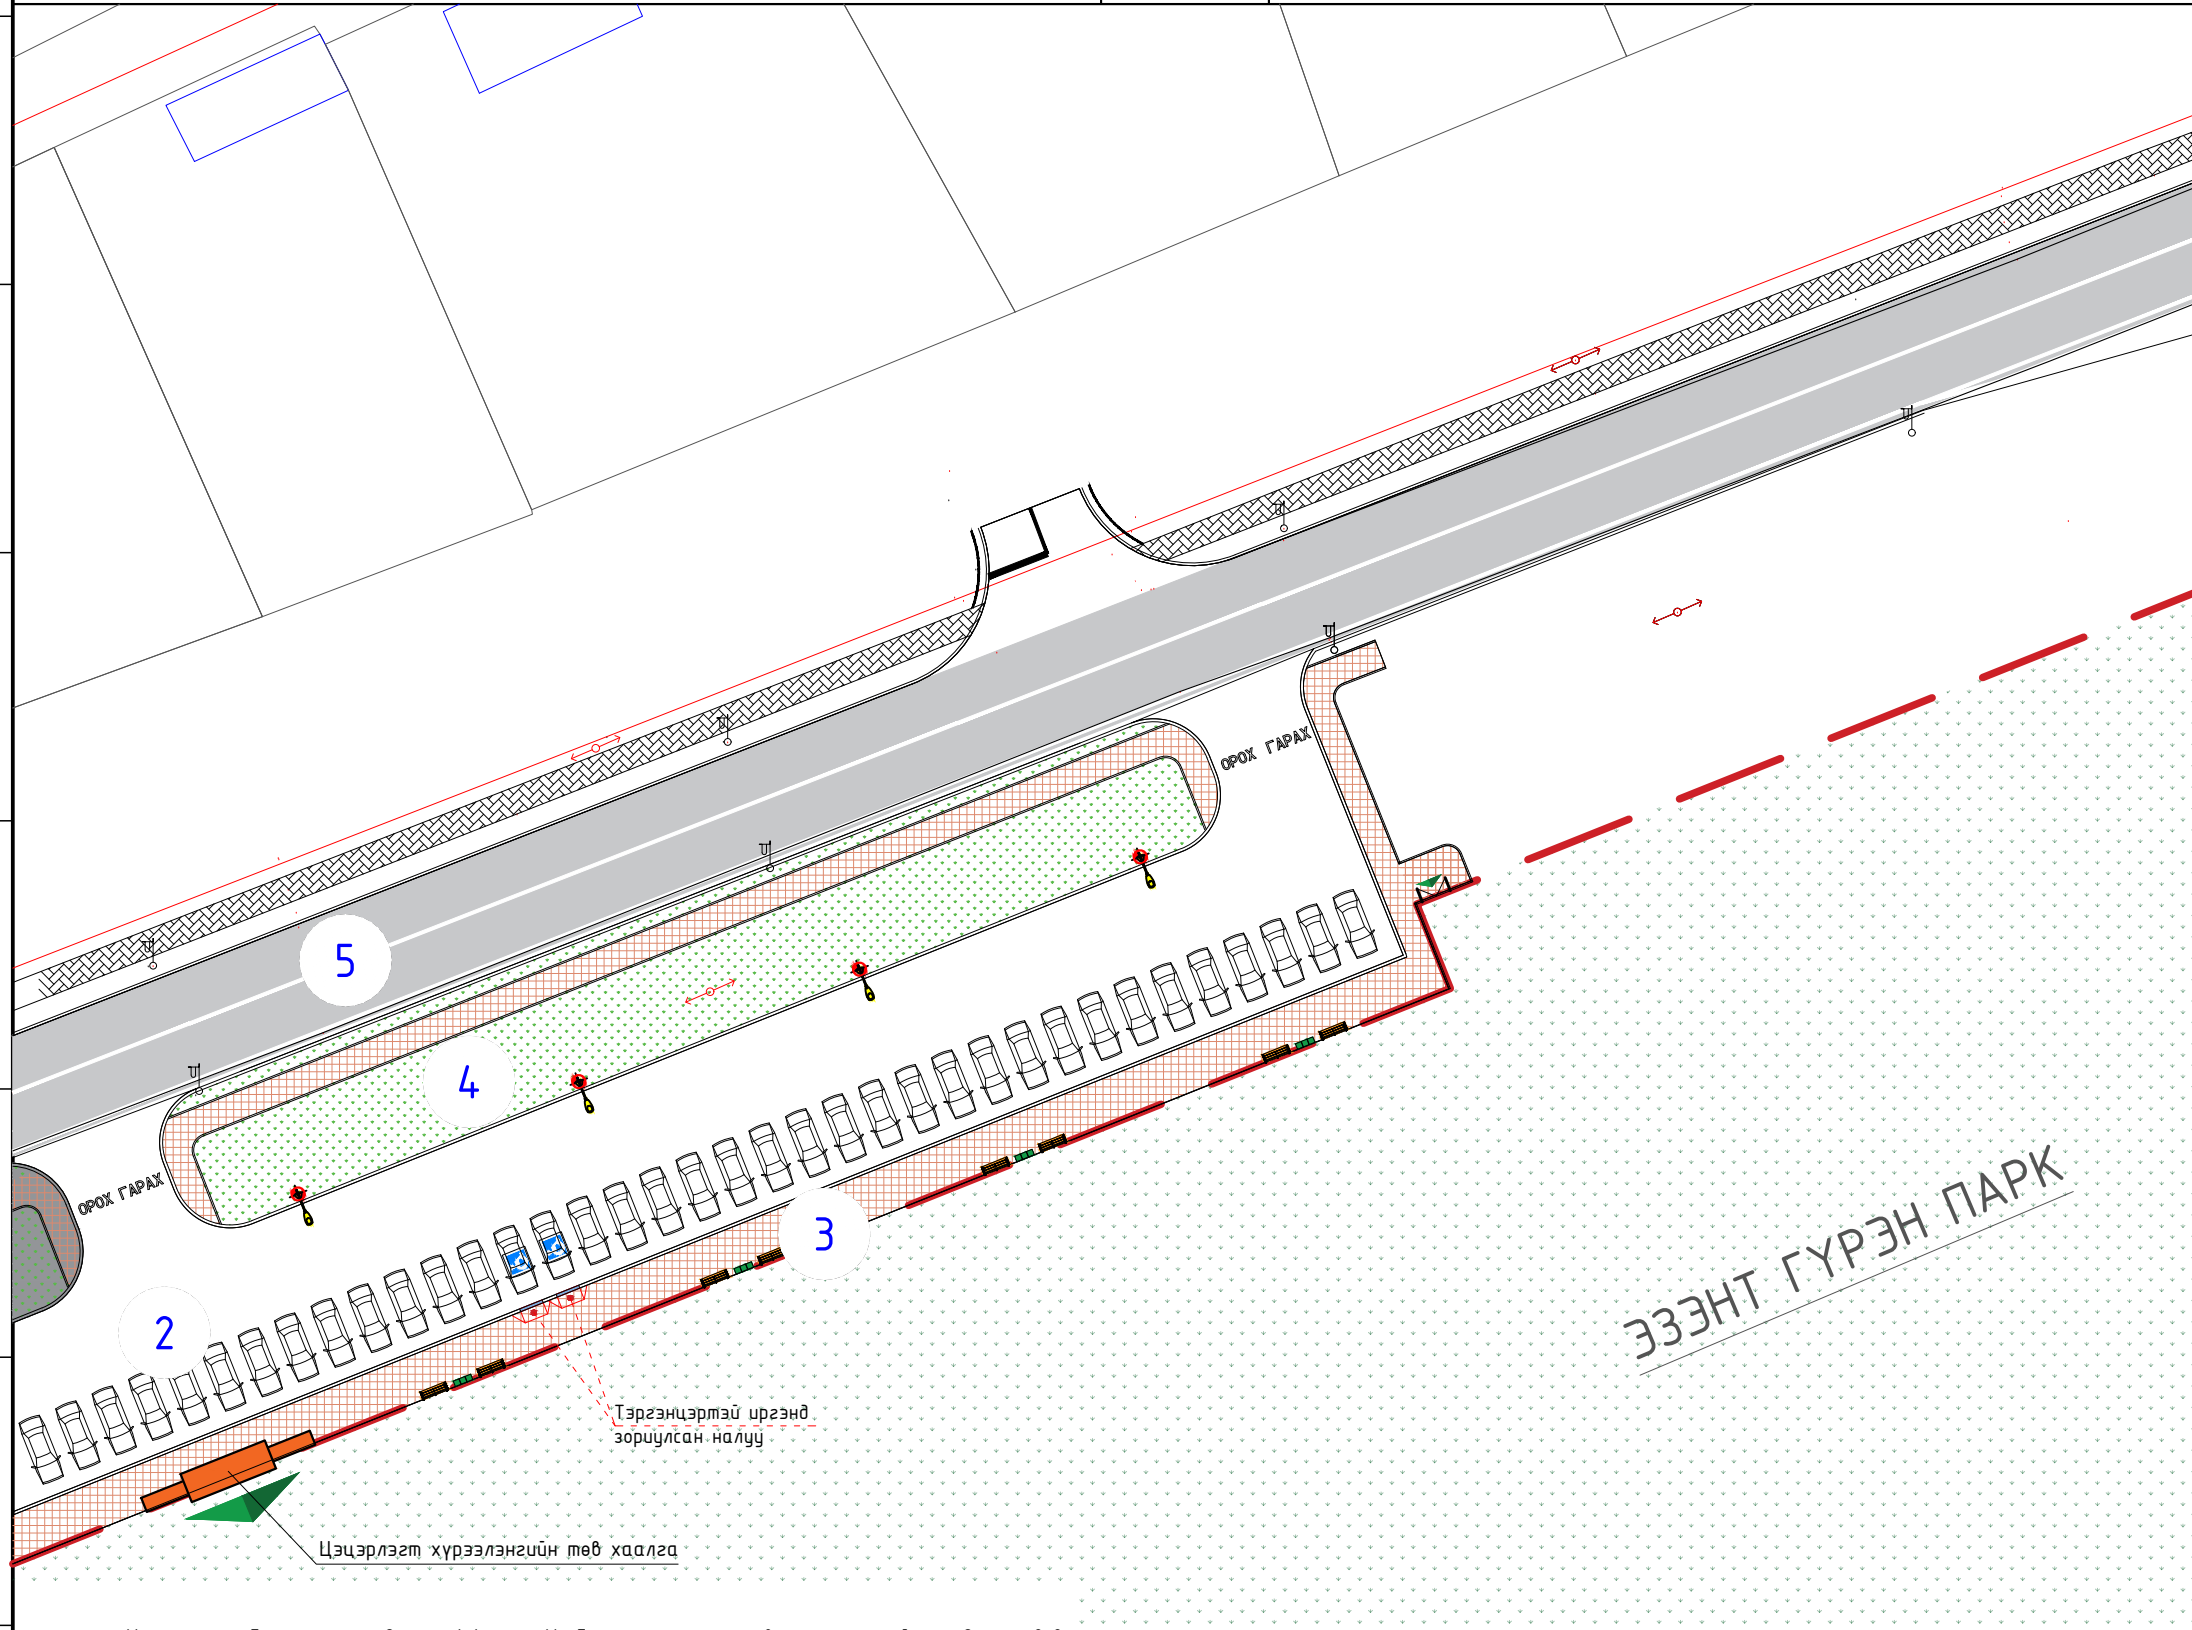 ОРОХ ГАРАХ
5
4
ОРОХ ГАРАХ
3
2
ЭЗЭНТ ГҮРЭН ПАРК
Тэргэнцэртэй иргэнд
зориулсан налуу
Цэцэрлэгт хүрээлэнгийн төв хаалга